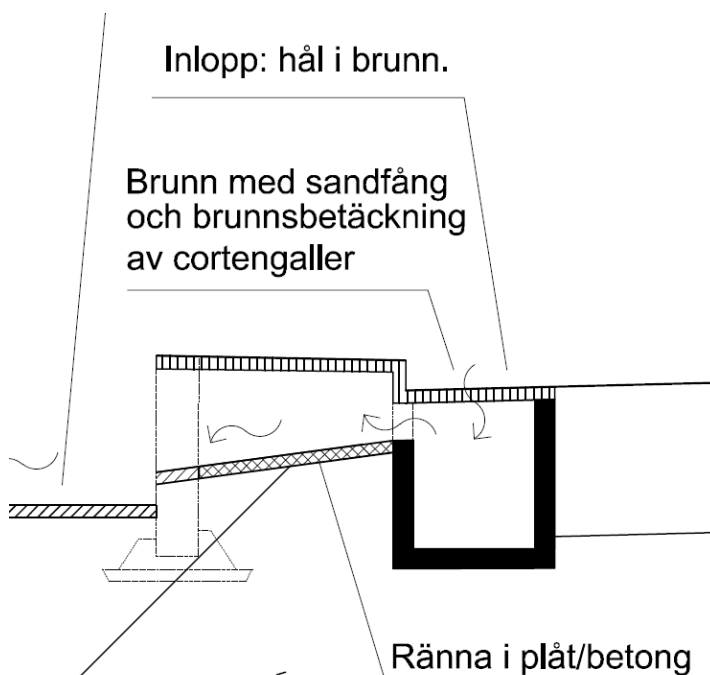 Inlopp: hål i brunn.
Brunn med sandfång
och brunnsbetäckning
av cortengaller
Ränna i plåt/betong